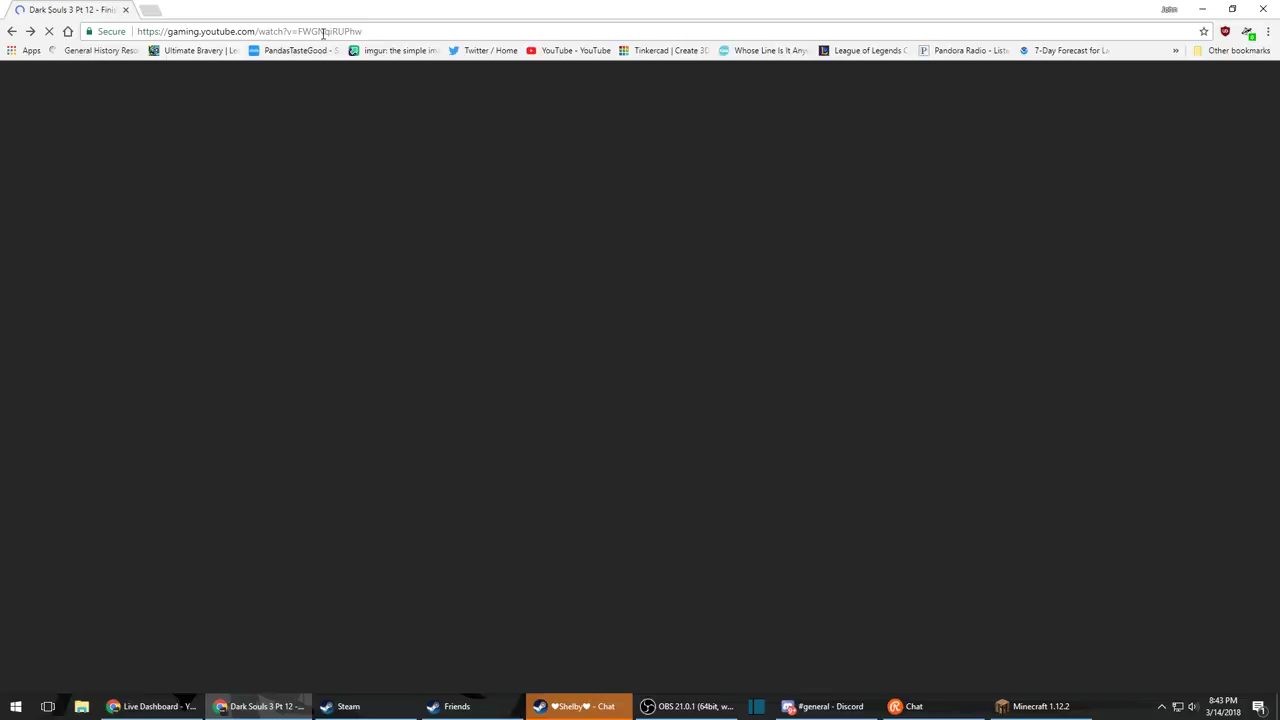 Dark Souls 3 Pt 12 - Finis
John
Secure
https://gaming.youtube.com/watch?v=FWGNqiRUPhw
Apps
General History Reso
Ultimate Bravery | Le
PandasTasteGood - S
imgur: the simple im
Twitter / Home
YouTube - YouTube
Tinkercad | Create 3D
Whose Line Is It Any
League of Legends C
Pandora Radio - Liste
7-Day Forecast for La
»
Other bookmarks
Live Dashboard - Y...
Dark Souls 3 Pt 12 -...
Steam
Friends
♥Shelby♥ - Chat
OBS 21.0.1 (64bit, w...
#general - Discord
Chat
Minecraft 1.12.2
8:43 PM
3/14/2018